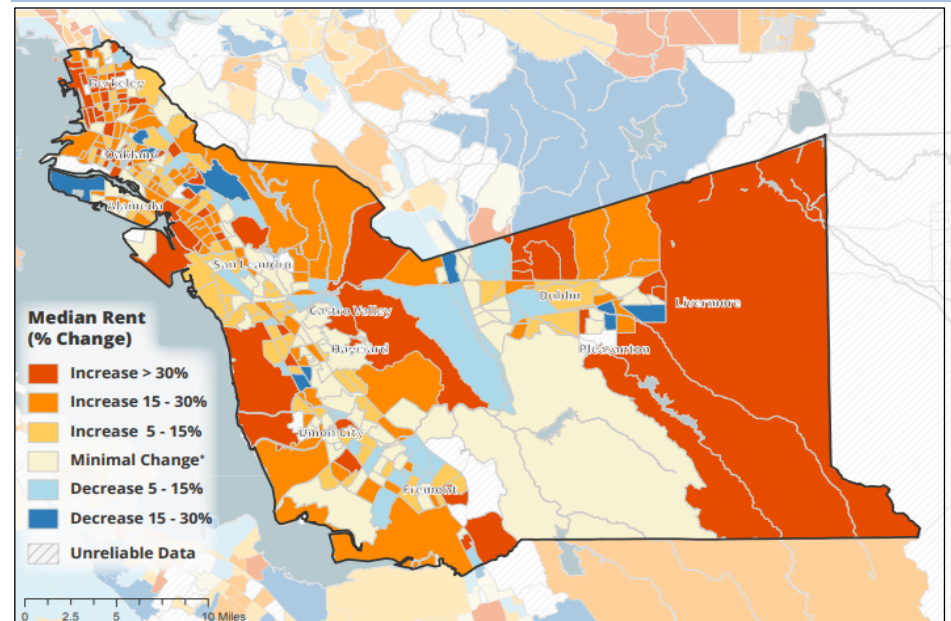 Berkeley
Oakland
Alameda
San Leandro
Castro Valley
Hayward
Dublin
Livermore
Pleasanton
Union City
Fremont
Median Rent
(% Change)
Increase > 30%
Increase 15 - 30%
Increase 5 - 15%
Minimal Change*
Decrease 5 - 15%
Decrease 15 - 30%
Unreliable Data
0 2.5 5 10 Miles